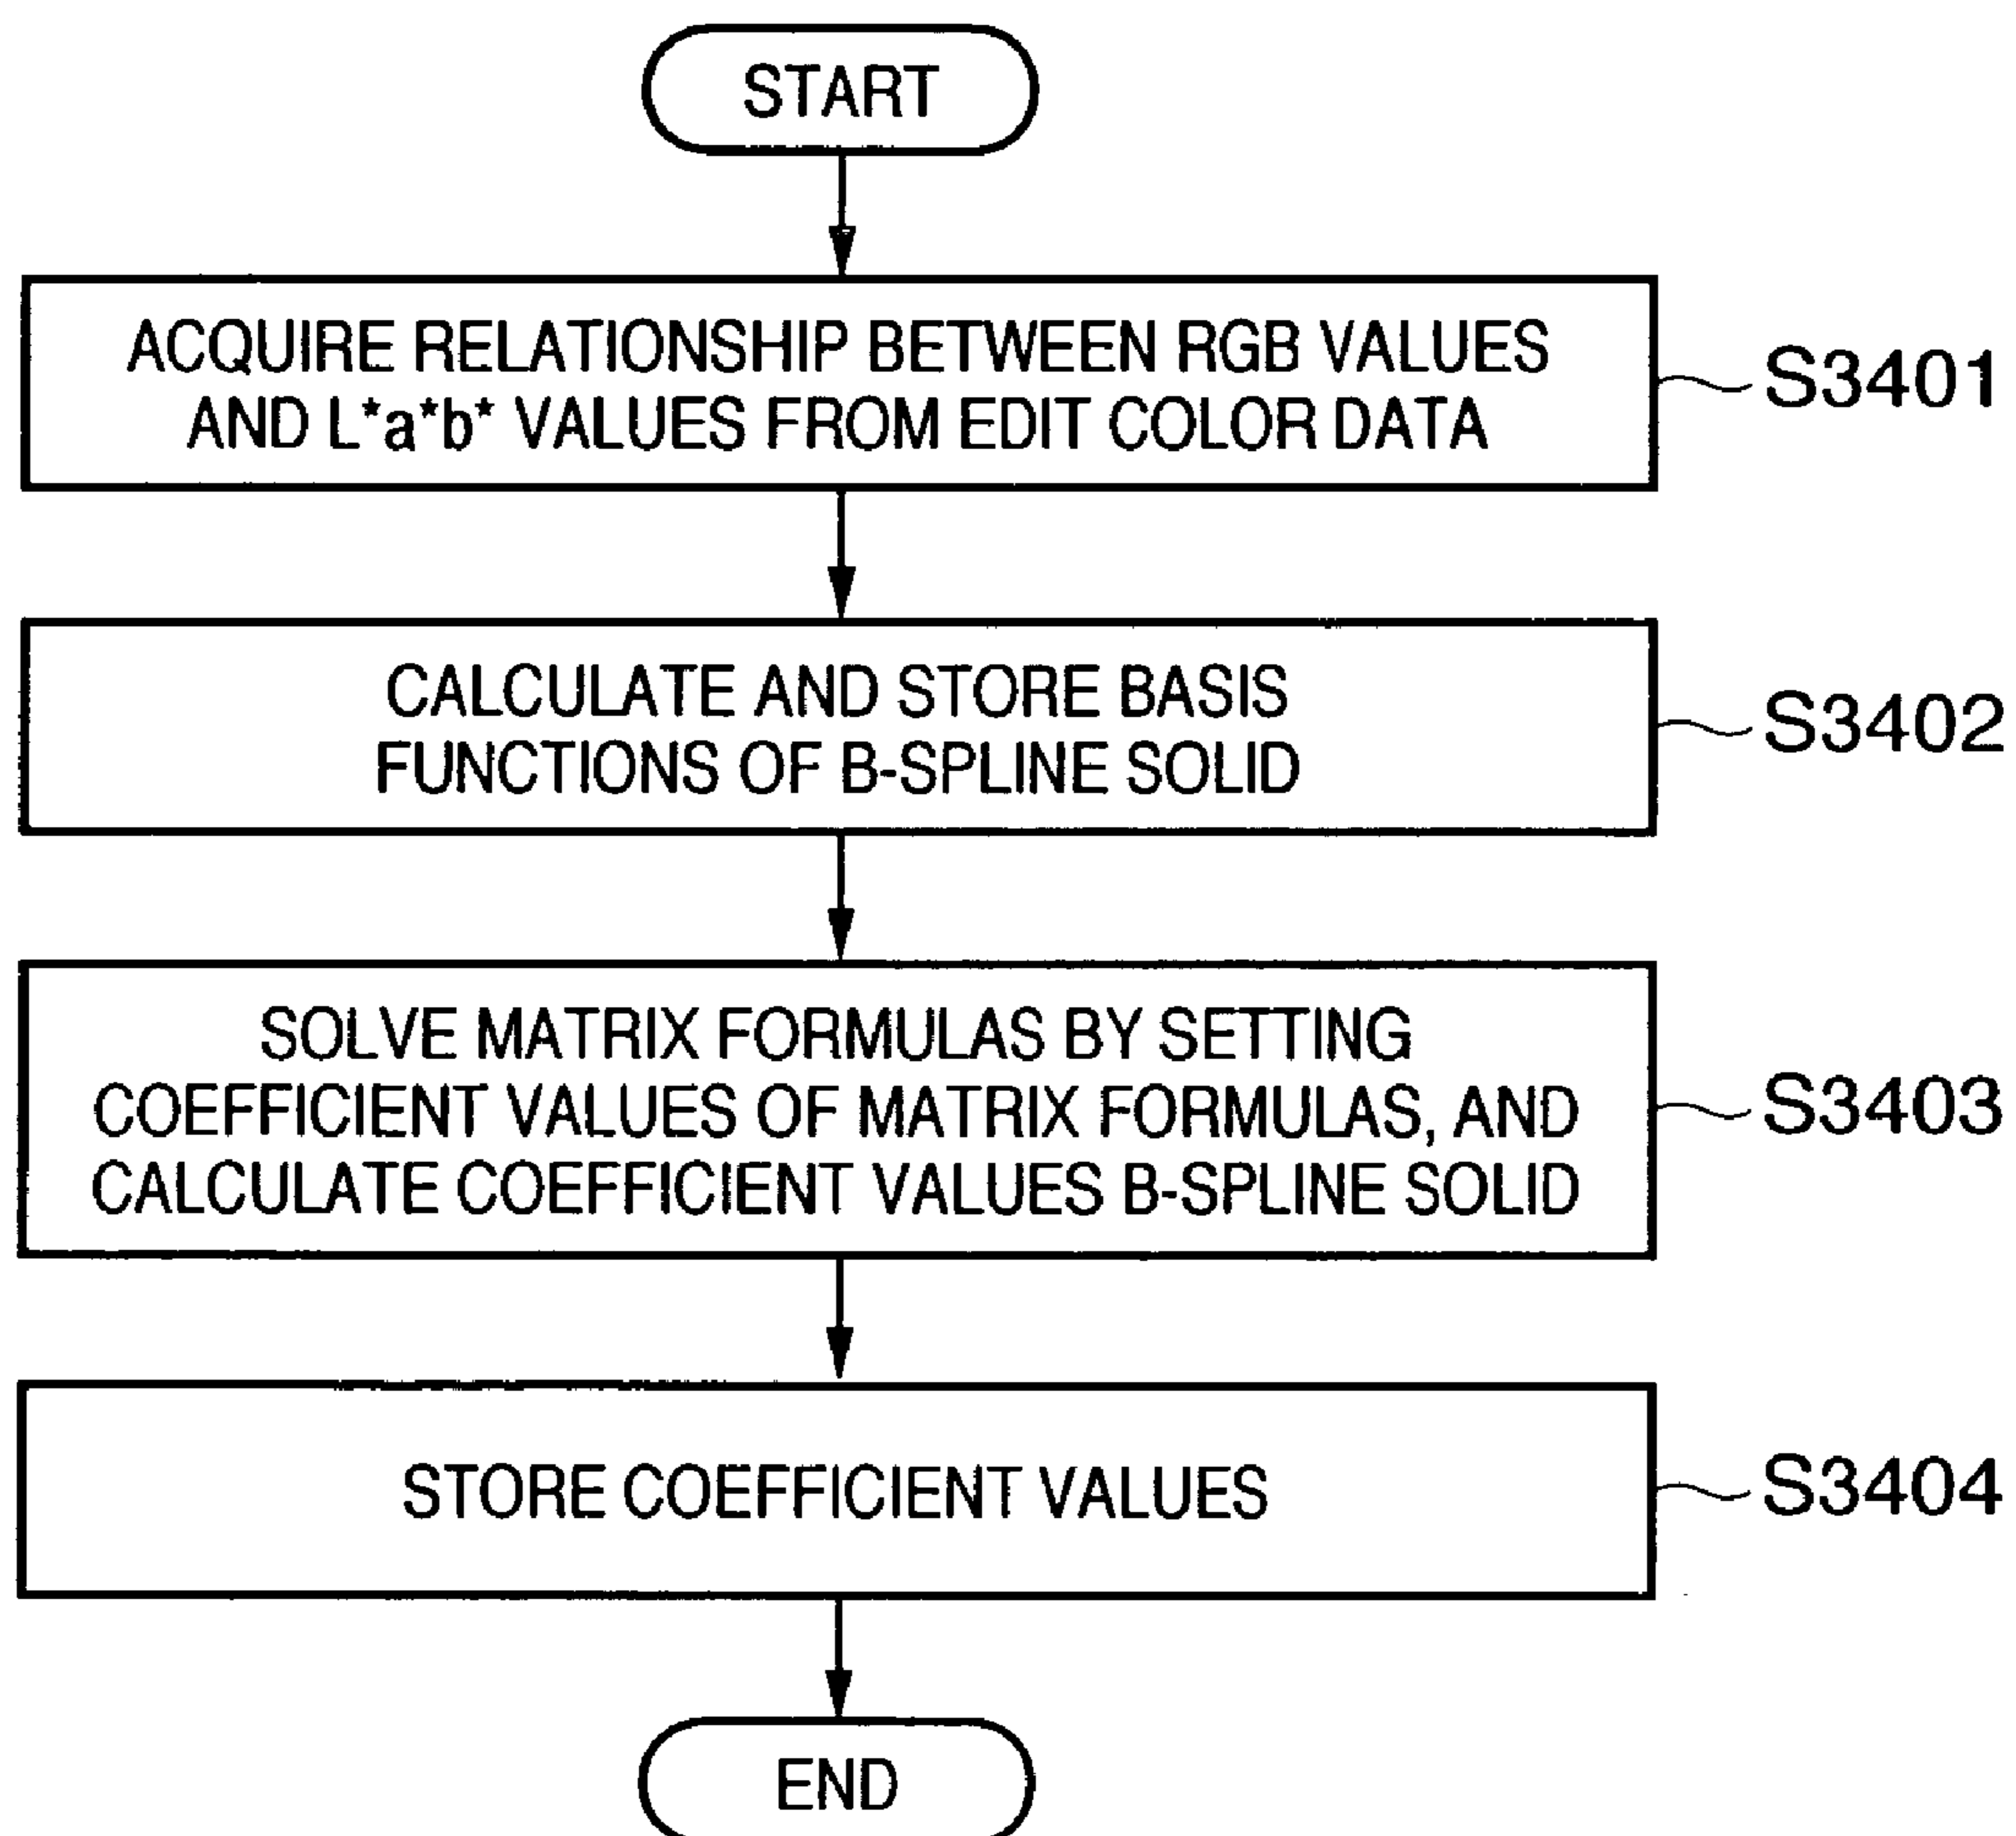 START
ACQUIRE RELATIONSHIP BETWEEN RGB VALUES
AND L*a*b* VALUES FROM EDIT COLOR DATA
S3401
CALCULATE AND STORE BASIS
FUNCTIONS OF B-SPLINE SOLID
S3402
SOLVE MATRIX FORMULAS BY SETTING
COEFFICIENT VALUES OF MATRIX FORMULAS, AND
CALCULATE COEFFICIENT VALUES B-SPLINE SOLID
S3403
STORE COEFFICIENT VALUES
S3404
END